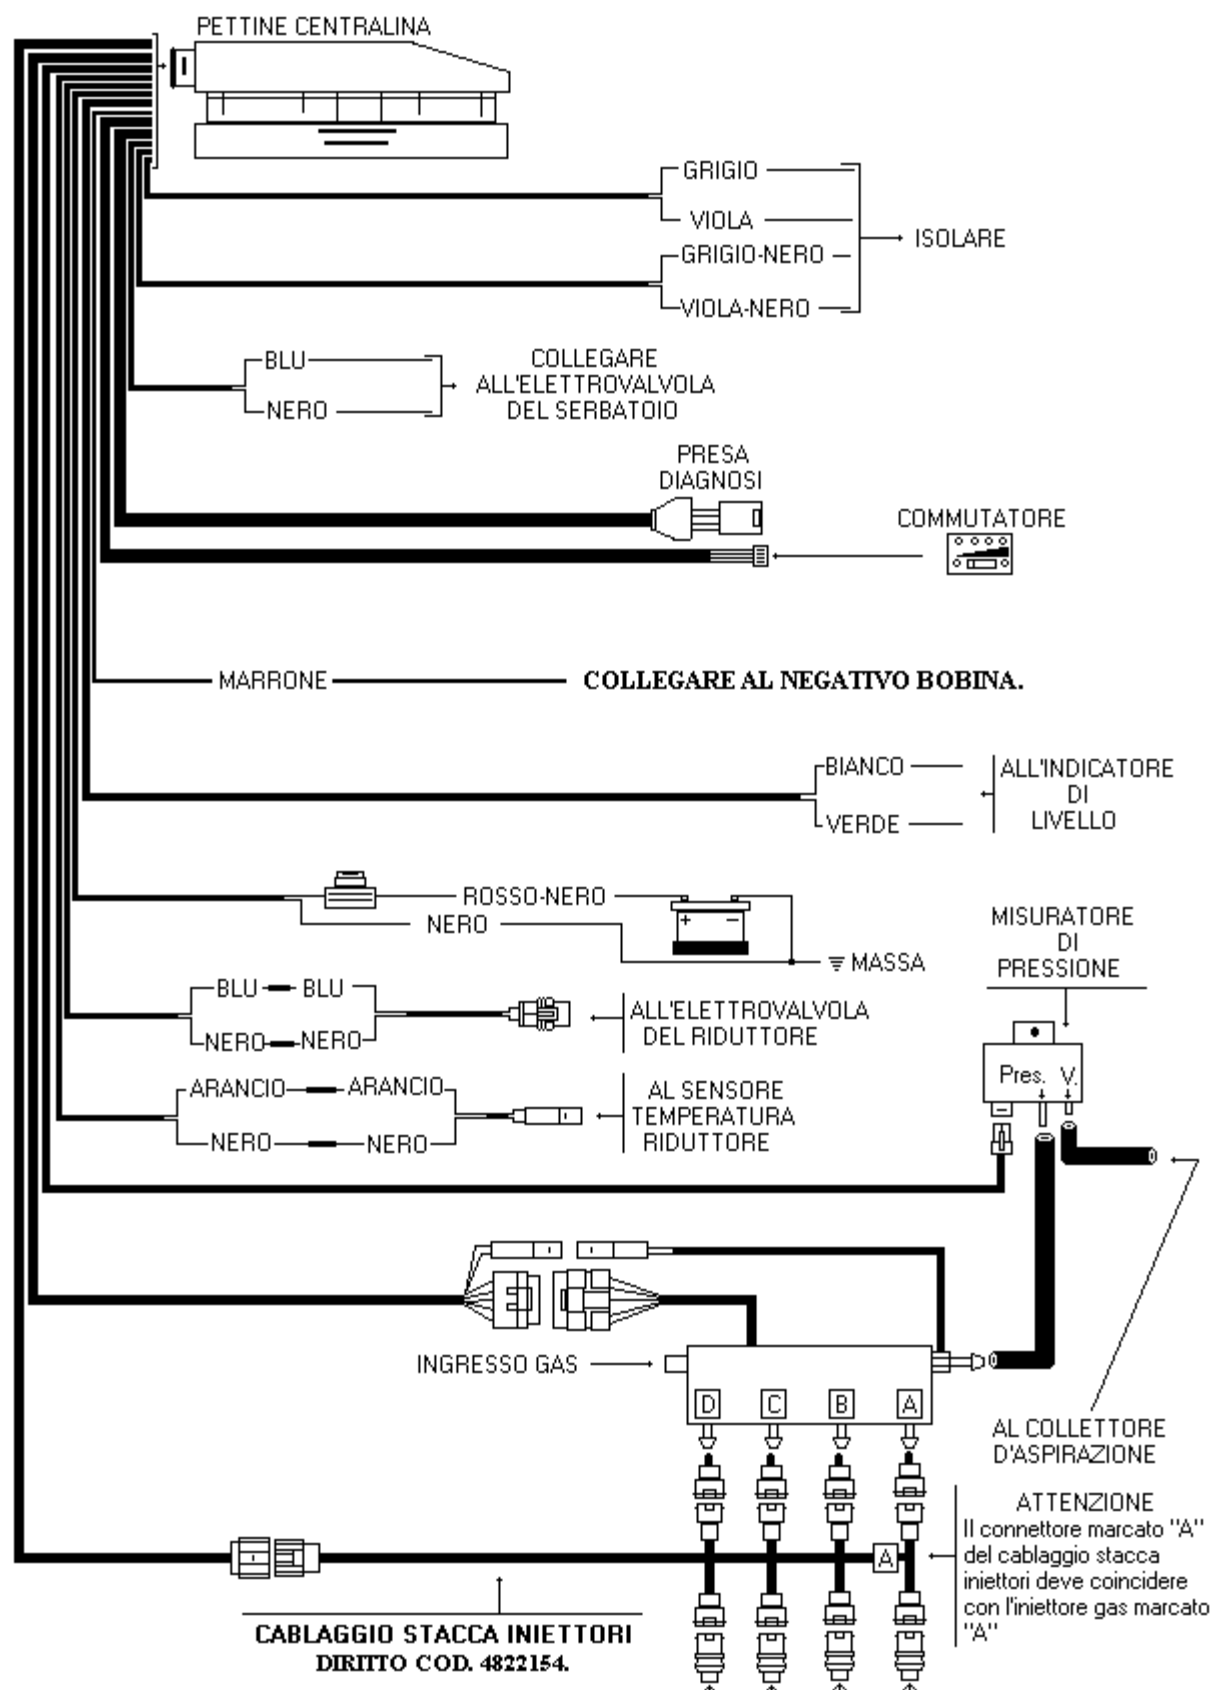 PETTINE CENTRALINA
GRIGIO
VIOLA
GRIGIO-NERO
VIOLA-NERO
ISOLARE
BLU
NERO
COLLEGARE
ALL'ELETTROVALVOLA
DEL SERBATOIO
PRESA
DIAGNOSI
COMMUTATORE
MARRONE
COLLEGARE AL NEGATIVO BOBINA.
BIANCO
VERDE
ALL'INDICATORE
DI
LIVELLO
ROSSO-NERO
NERO
+ −
MASSA
MISURATORE
DI
PRESSIONE
BLU BLU
NERO NERO
ALL'ELETTROVALVOLA
DEL RIDUTTORE
Pres. V.
ARANCIO ARANCIO
NERO NERO
AL SENSORE
TEMPERATURA
RIDUTTORE
INGRESSO GAS
D C B A
AL COLLETTORE
D'ASPIRAZIONE
A
ATTENZIONE
Il connettore marcato "A"
del cablaggio stacca
iniettori deve coincidere
con l'iniettore gas marcato
"A"
CABLAGGIO STACCA INIETTORI
DIRITTO COD. 4822154.